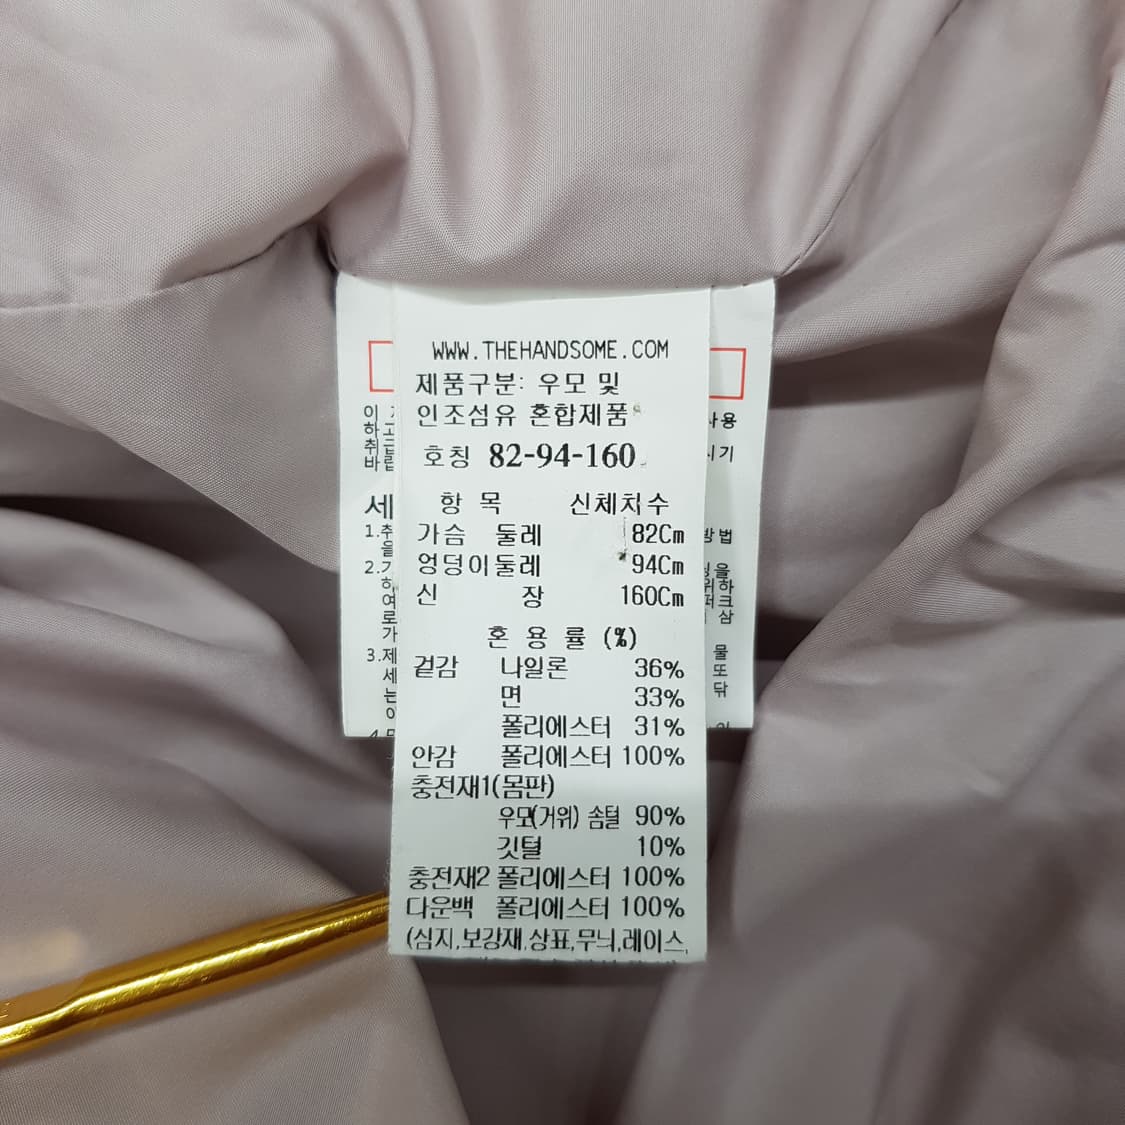 WWW.THEHANDSOME.COM
제품구분: 우모 및
인조섬유 혼합제품
호칭 82-94-160
항 목 신체치수
가슴 둘레 82Cm
엉덩이둘레 94Cm
신 장 160Cm
혼 용 률 (%)
겉감 나일론 36%
면 33%
폴리에스터 31%
안감 폴리에스터 100%
충전재1(몸판)
우모(거위) 솜털 90%
깃털 10%
충전재2 폴리에스터 100%
다운백 폴리에스터 100%
(심지,보강재,상표,무늬,레이스,